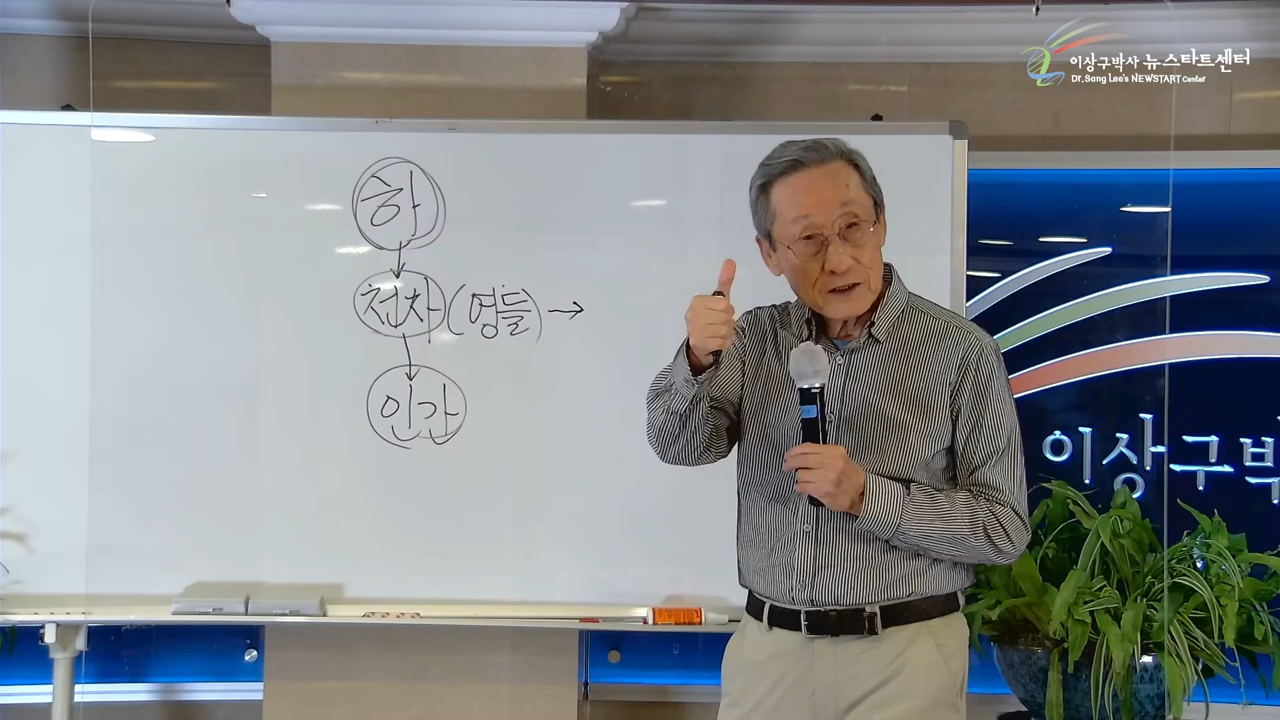 이상구박사 뉴스타트센터
Dr. Sang Lee's NEWSTART Center
하
천사(영들)→
인간
이상구